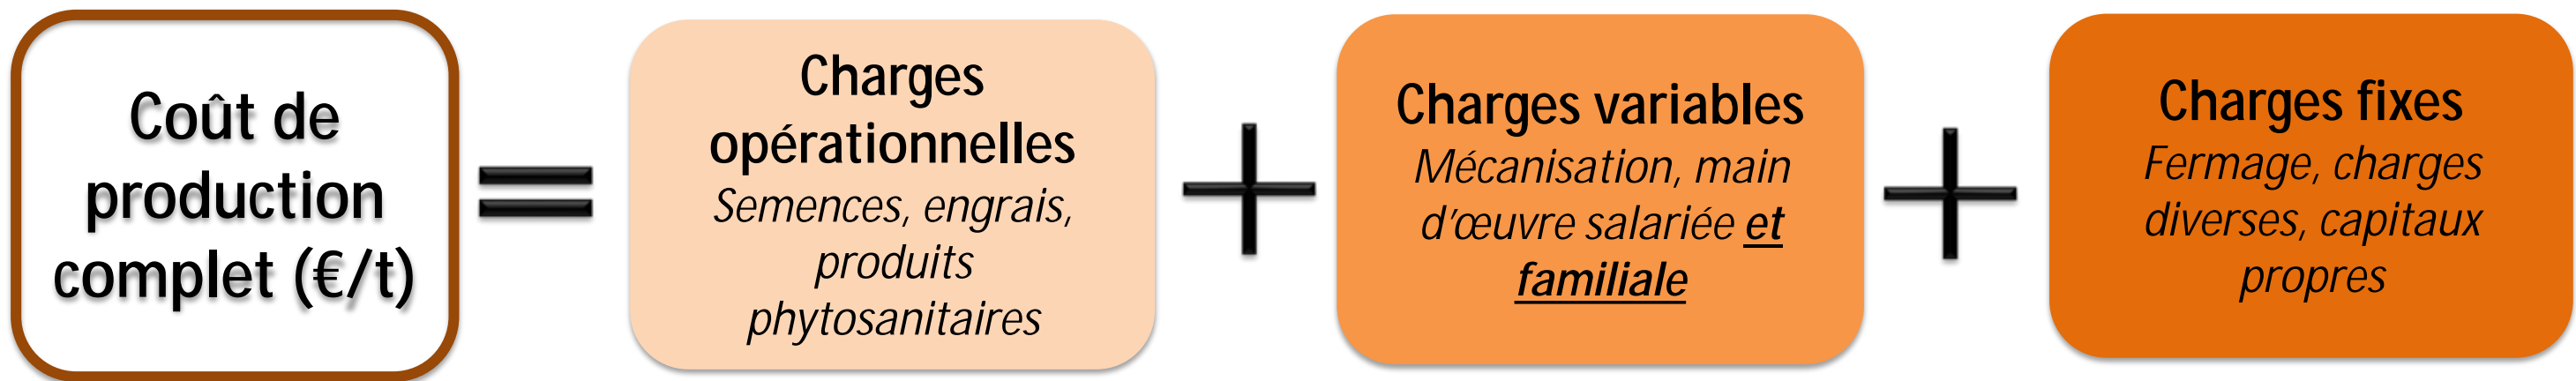 Coût de
production
complet (€/t)
=
Charges
opérationnelles
Semences, engrais,
produits
phytosanitaires
+
Charges variables
Mécanisation, main
d'œuvre salariée et
familiale
+
Charges fixes
Fermage, charges
diverses, capitaux
propres